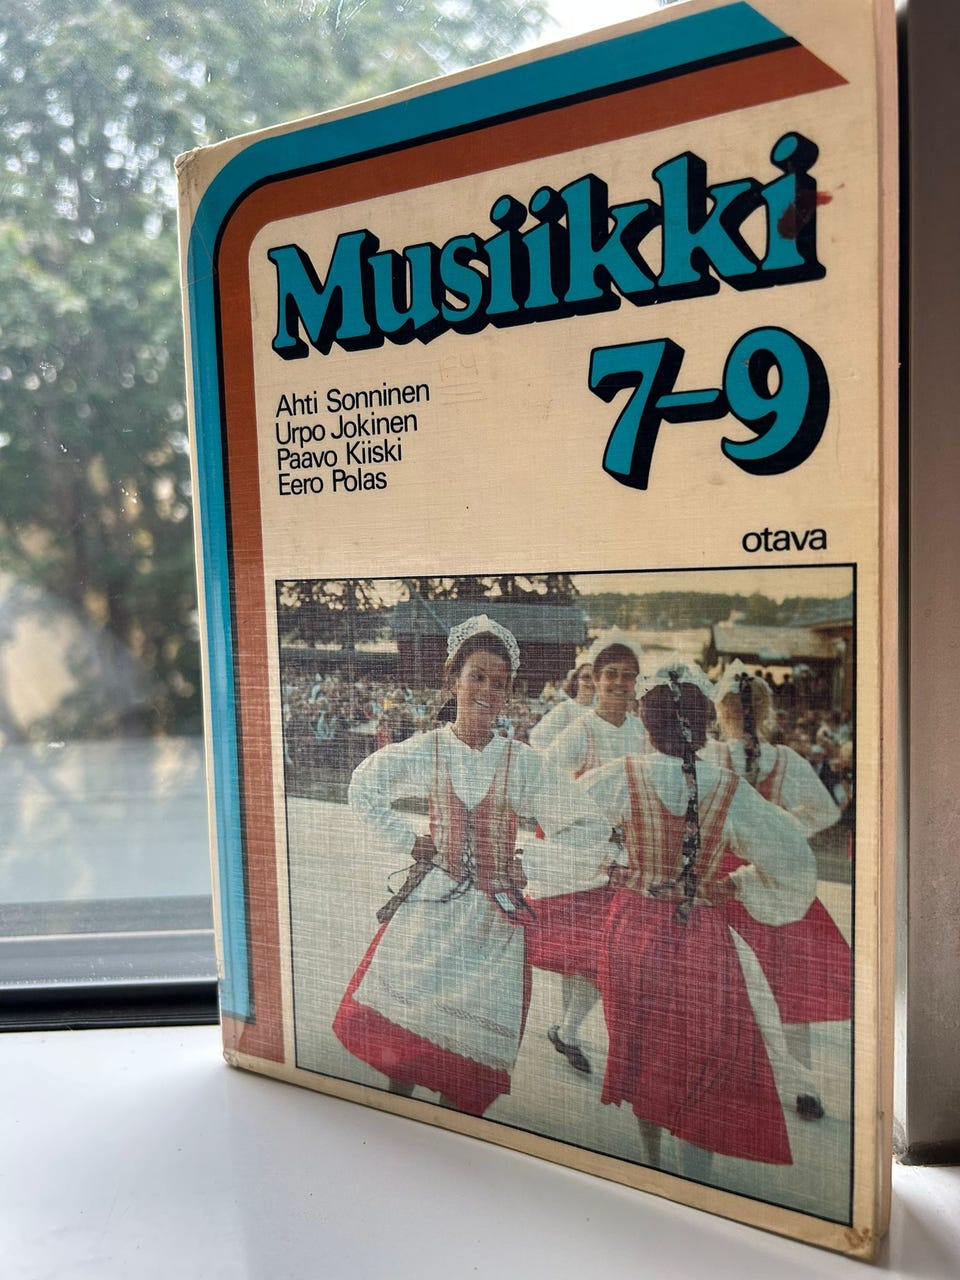 Musiikki
7-9
Ahti Sonninen
Urpo Jokinen
Paavo Kiiski
Eero Polas
otava